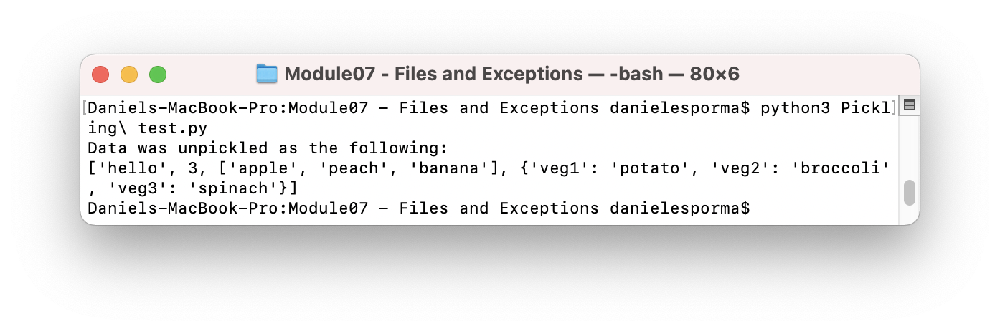 Module07 - Files and Exceptions — -bash — 80×6
[Daniels-MacBook-Pro:Module07 - Files and Exceptions danielesporma$ python3 Pickl]
ing\ test.py
Data was unpickled as the following:
['hello', 3, ['apple', 'peach', 'banana'], {'veg1': 'potato', 'veg2': 'broccoli'
, 'veg3': 'spinach'}]
Daniels-MacBook-Pro:Module07 - Files and Exceptions danielesporma$